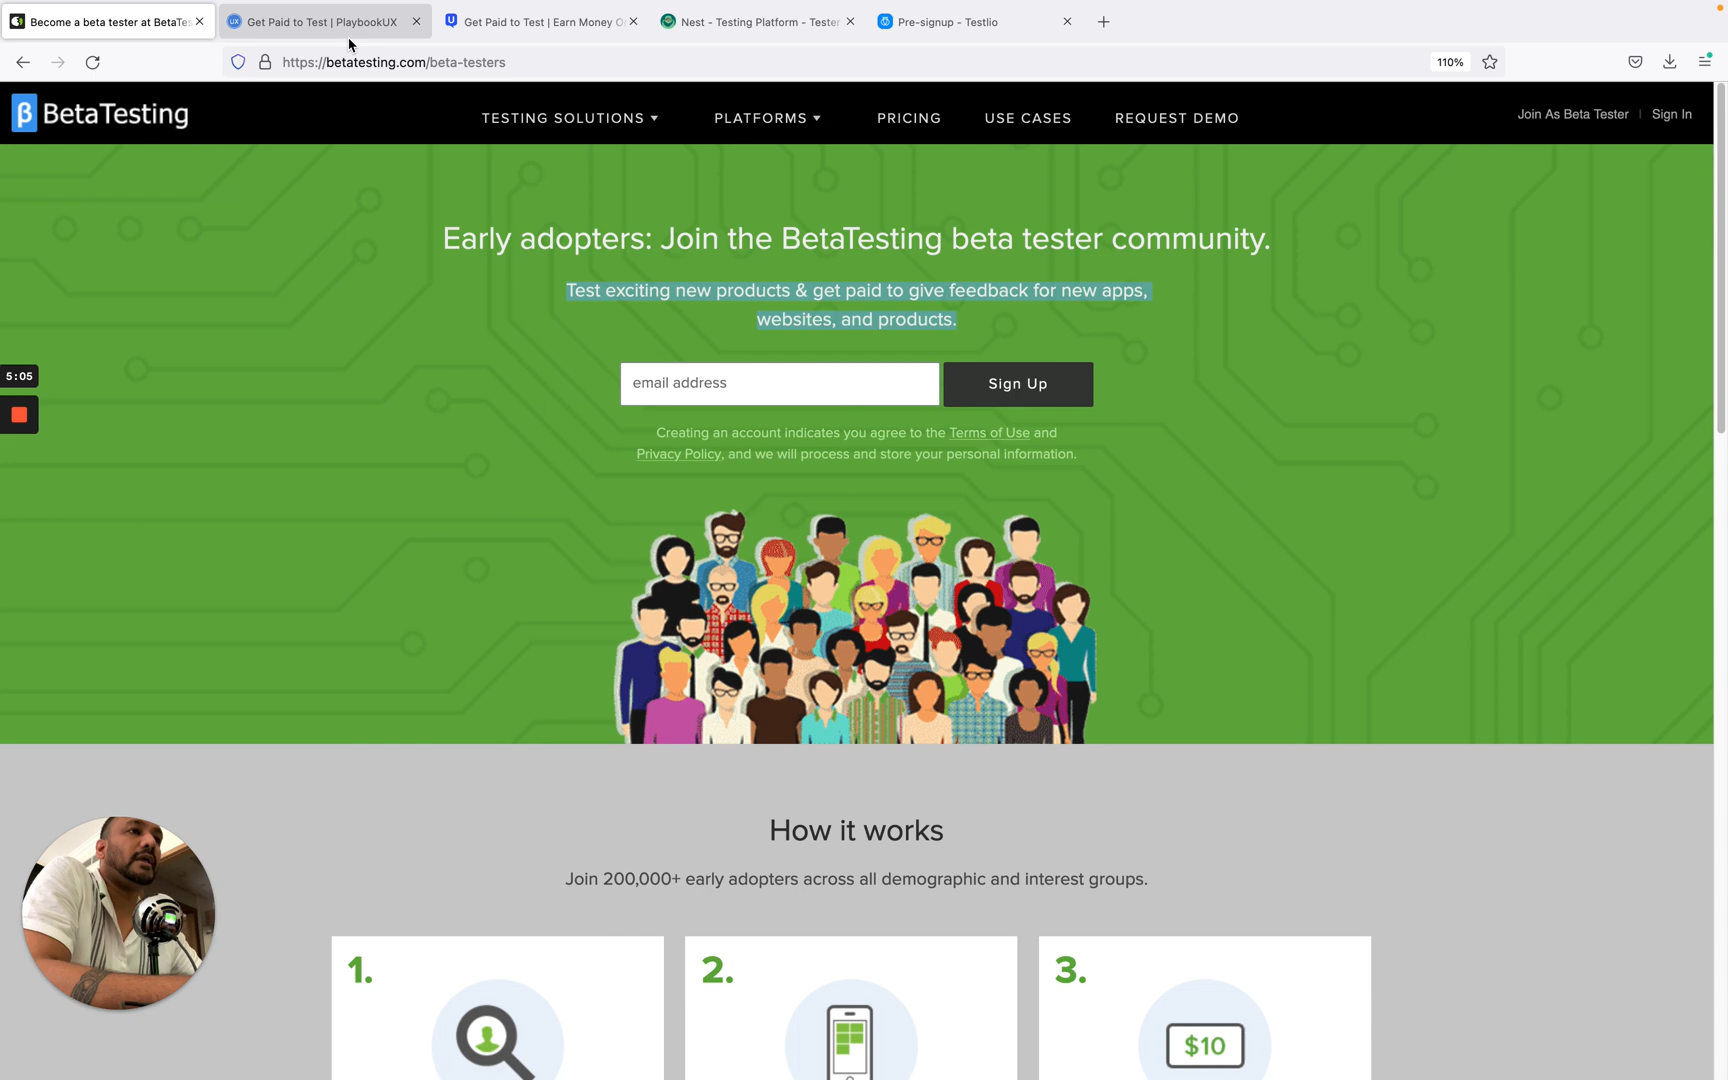 Become a beta tester at BetaTes
Get Paid to Test | PlaybookUX
Get Paid to Test | Earn Money O
Nest - Testing Platform - Tester
Pre-signup - Testlio
https://betatesting.com/beta-testers
110%
β BetaTesting
TESTING SOLUTIONS
PLATFORMS
PRICING
USE CASES
REQUEST DEMO
Join As Beta Tester
Sign In
Early adopters: Join the BetaTesting beta tester community.
Test exciting new products & get paid to give feedback for new apps,
websites, and products.
5:05
email address
Sign Up
Creating an account indicates you agree to the Terms of Use and
Privacy Policy, and we will process and store your personal information.
How it works
Join 200,000+ early adopters across all demographic and interest groups.
1.
2.
3.
$10